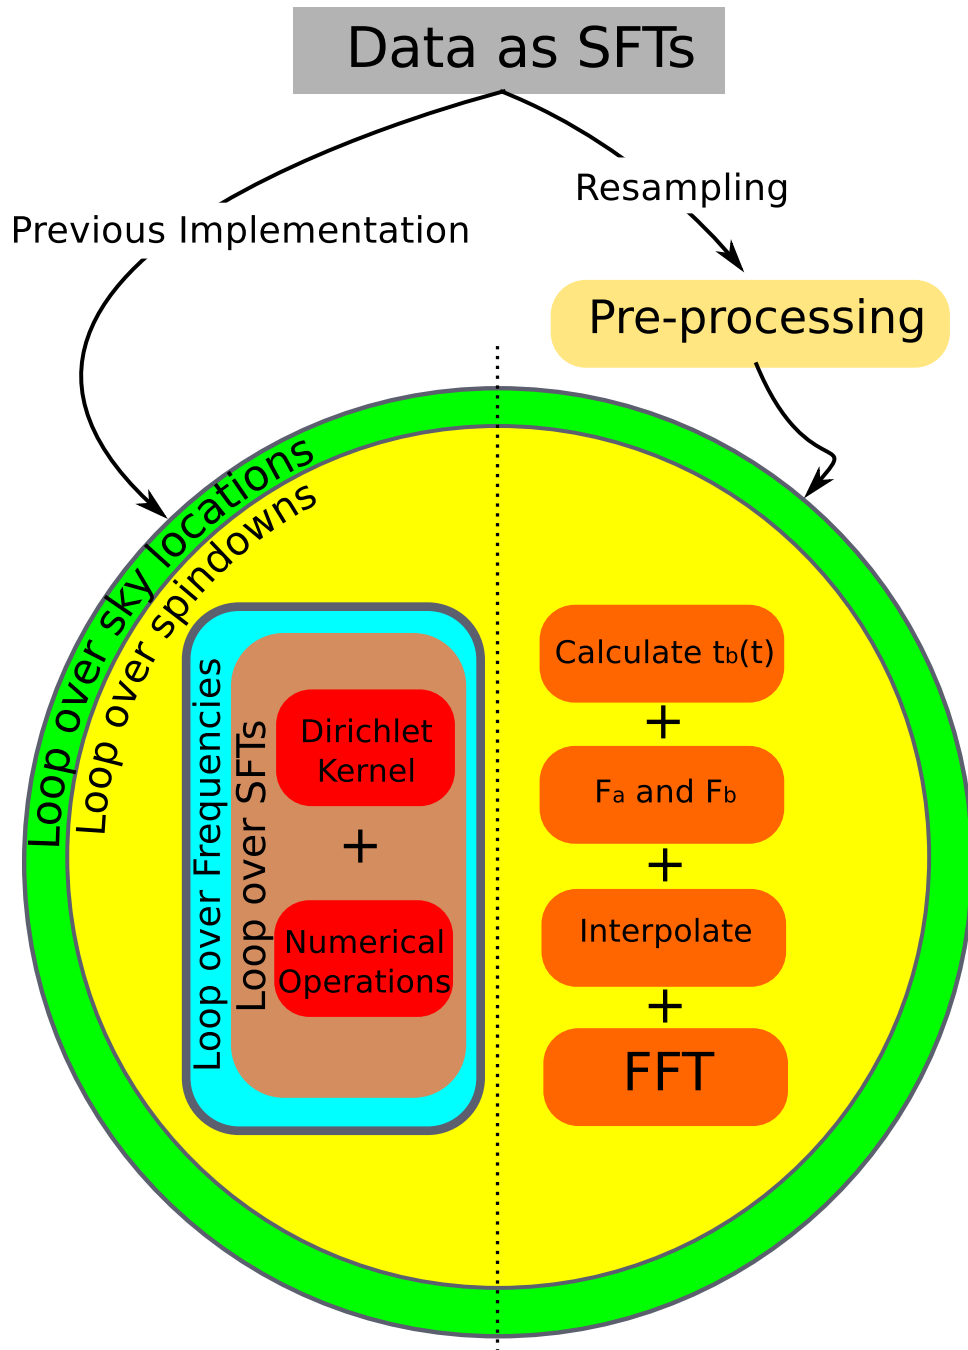 Data as SFTs
Resampling
Previous Implementation
Pre-processing
Loop over sky locations
Loop over spindowns
Loop over Frequencies
Loop over SFTs
Dirichlet
Kernel
+
Numerical
Operations
Calculate tb(t)
+
Fa and Fb
+
Interpolate
+
FFT